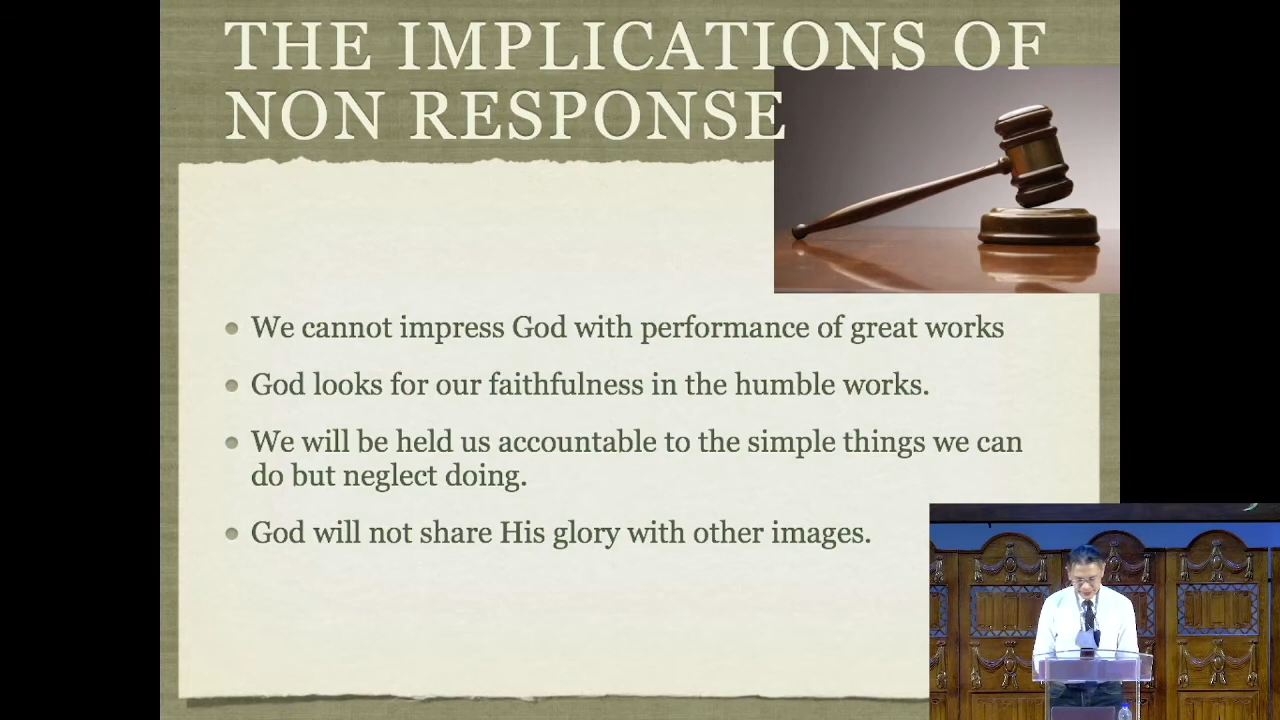 THE IMPLICATIONS OF
NON RESPONSE
We cannot impress God with performance of great works
God looks for our faithfulness in the humble works.
We will be held us accountable to the simple things we can
do but neglect doing.
God will not share His glory with other images.